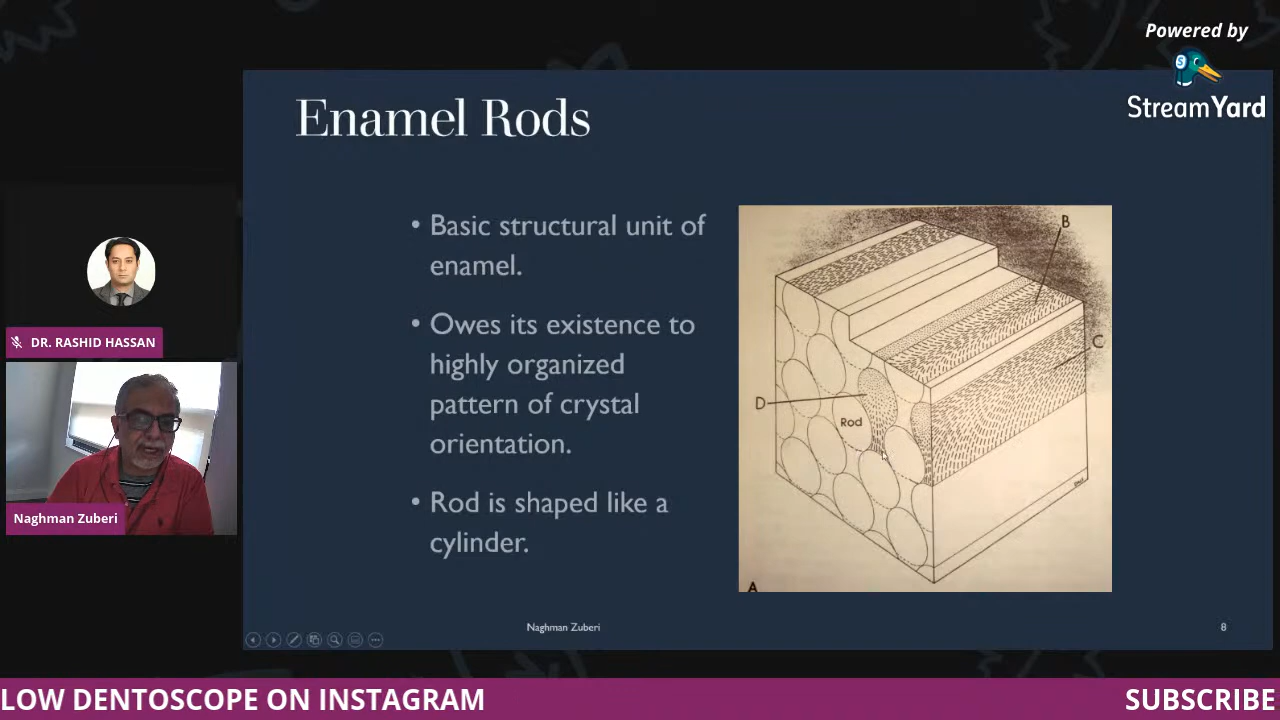 Powered by
StreamYard
Enamel Rods
• Basic structural unit of
enamel.
• Owes its existence to
highly organized
pattern of crystal
orientation.
• Rod is shaped like a
cylinder.
B
C
D
Rod
A
DR. RASHID HASSAN
Naghman Zuberi
Naghman Zuberi
8
LOW DENTOSCOPE ON INSTAGRAM
SUBSCRIBE